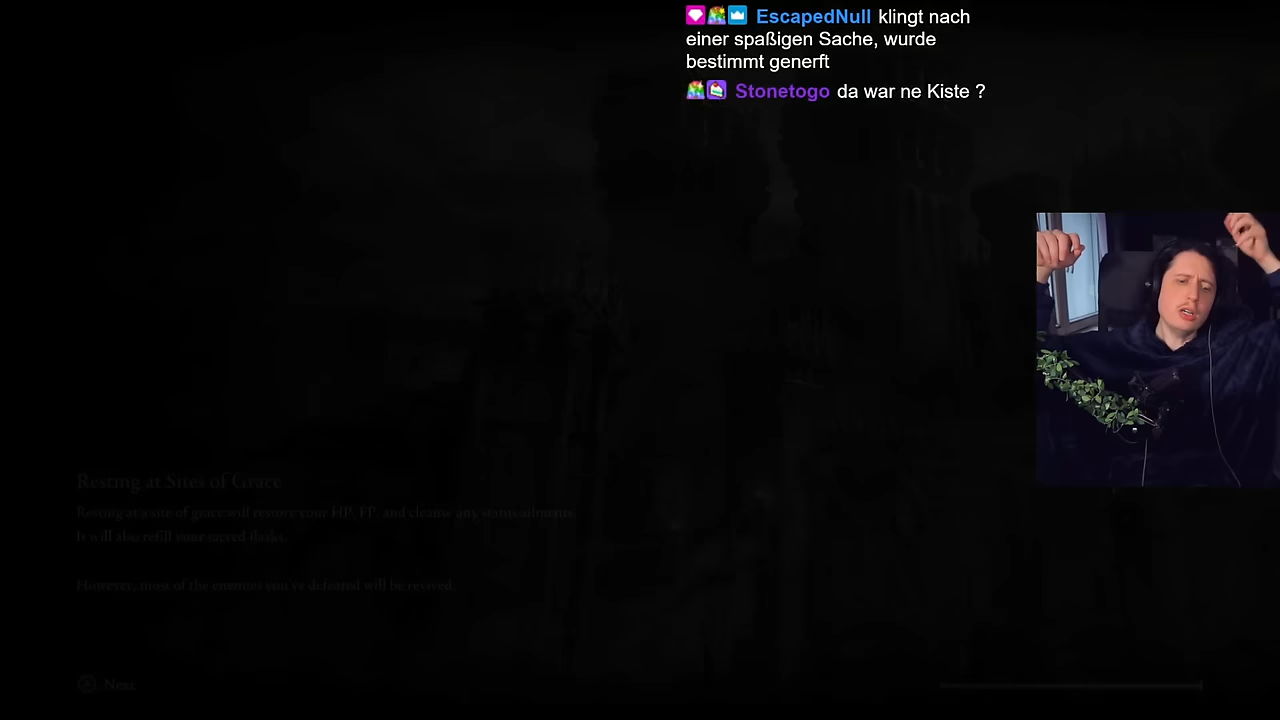 EscapedNull klingt nach
einer spaßigen Sache, wurde
bestimmt generft
Stonetogo da war ne Kiste ?
Resting at Sites of Grace
Resting at a site of grace will restore your HP, FP, and cleanse any status ailments.
It will also refill your sacred flasks.
However, most of the enemies you've defeated will be revived.
Next